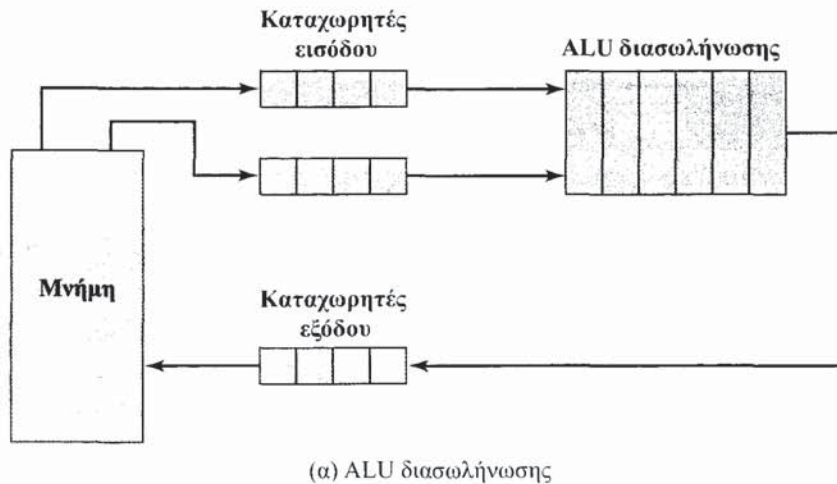 Καταχωρητές
εισόδου
ALU διασωλήνωσης
Μνήμη
Καταχωρητές
εξόδου
(α) ALU διασωλήνωσης